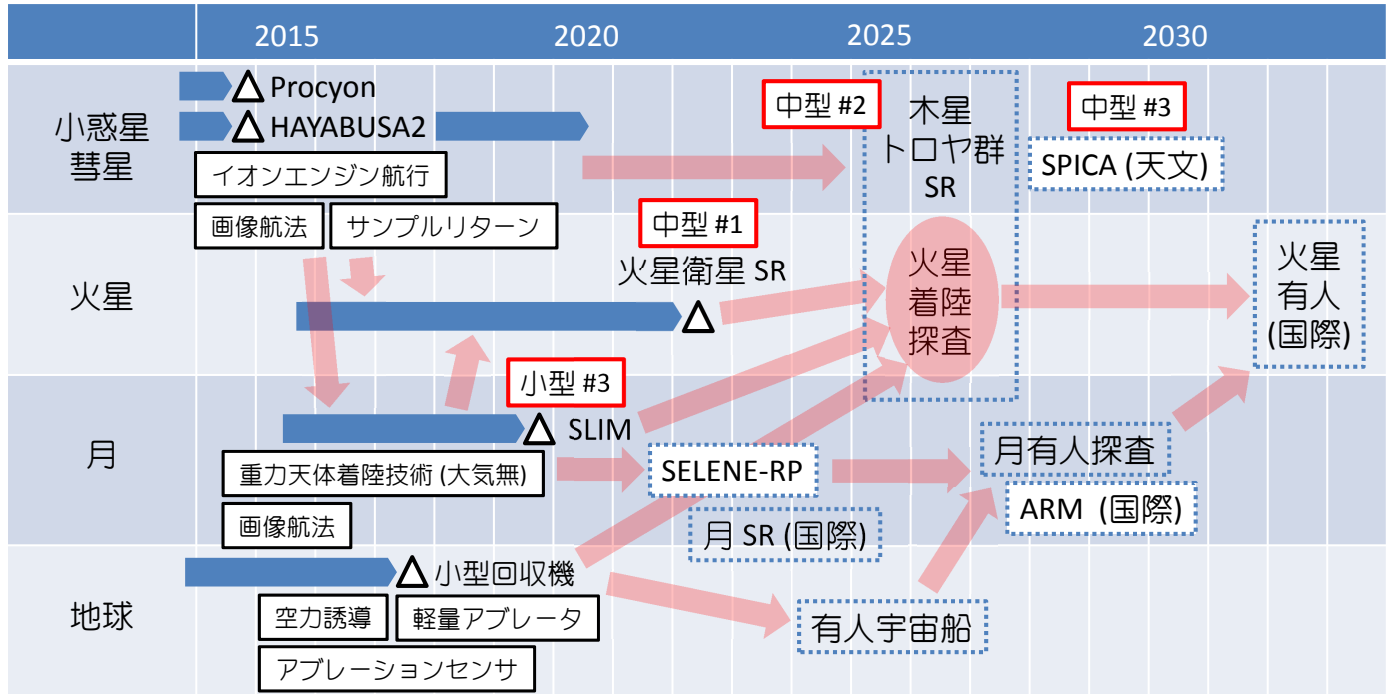 2015 2020 2025 2030
小惑星
彗星
Procyon
HAYABUSA2
イオンエンジン航行
画像航法
サンプルリターン
中型 #2
木星
トロヤ群
SR
中型 #3
SPICA (天文)
火星
中型 #1
火星衛星 SR
火星
着陸
探査
火星
有人
(国際)
月
小型 #3
SLIM
重力天体着陸技術 (大気無)
画像航法
SELENE-RP
月 SR (国際)
月有人探査
ARM (国際)
地球
小型回収機
空力誘導
軽量アブレータ
アブレーションセンサ
有人宇宙船